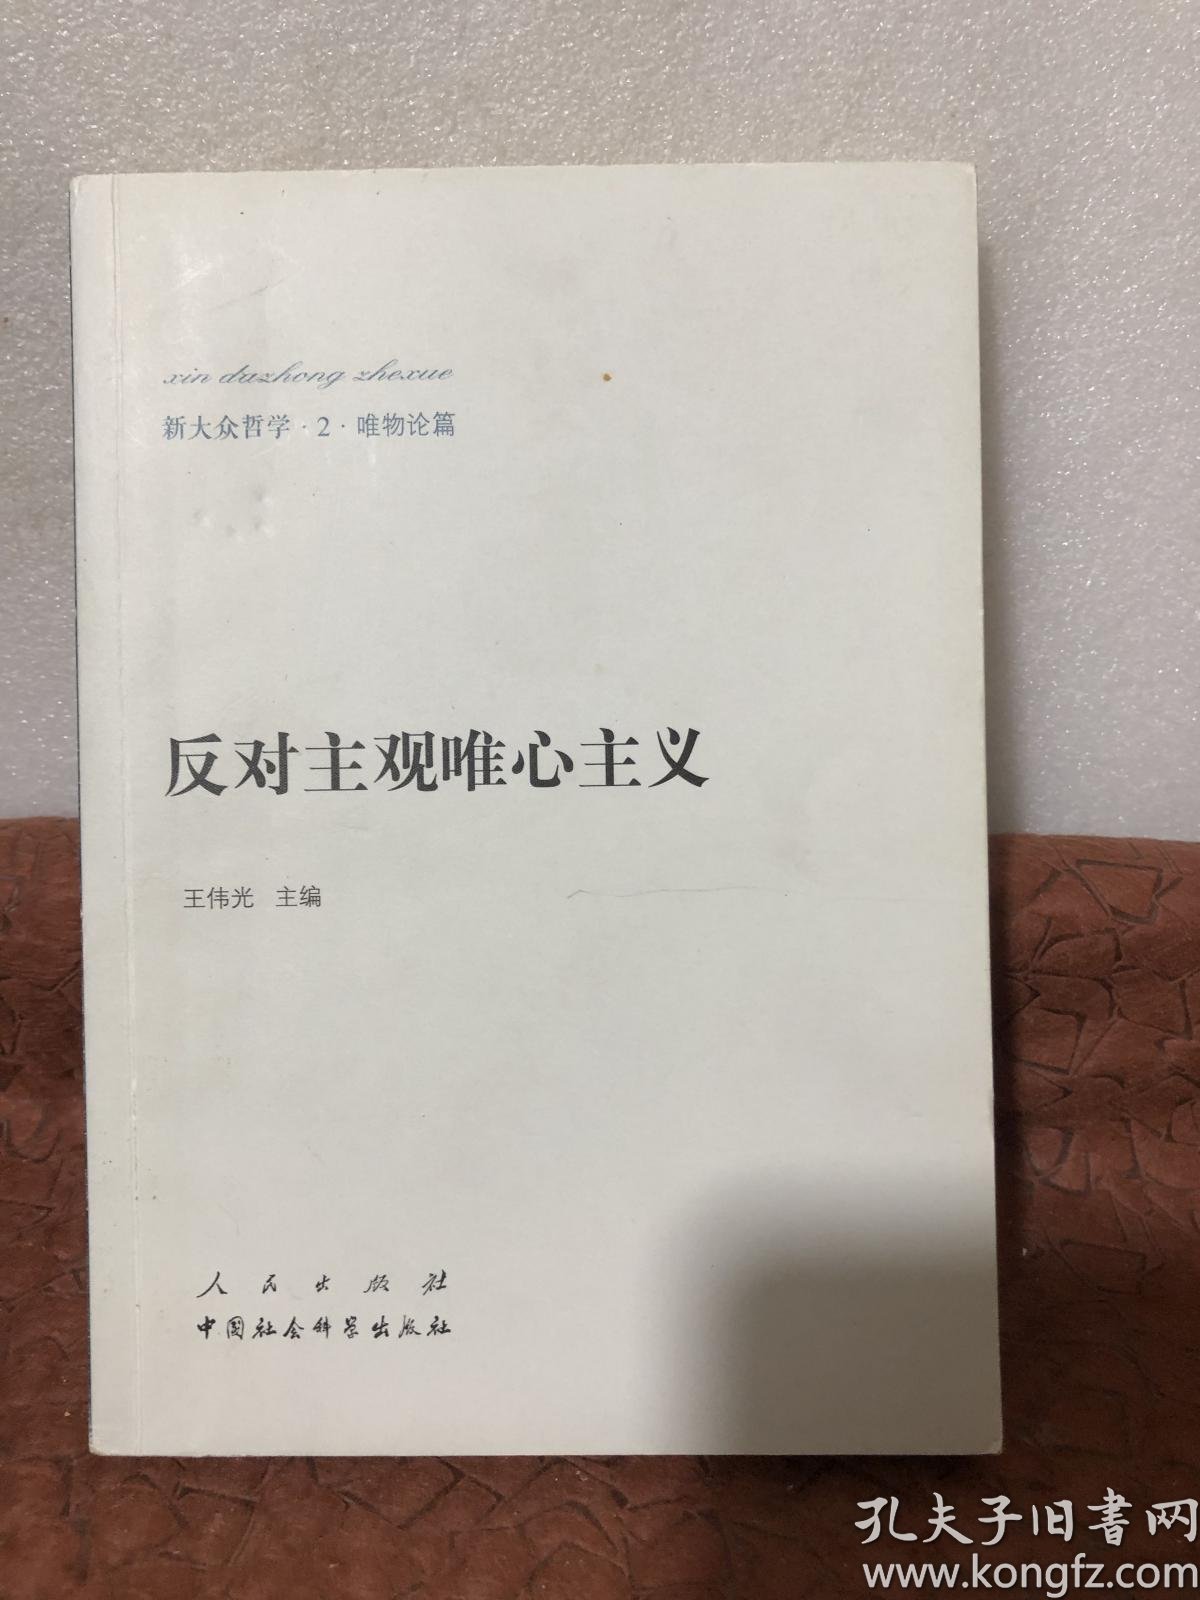 xin dazhong zhexue
新大众哲学·2·唯物论篇
反对主观唯心主义
王伟光 主编
人民出版社
中国社会科学出版社
孔夫子旧書网
www.kongfz.com